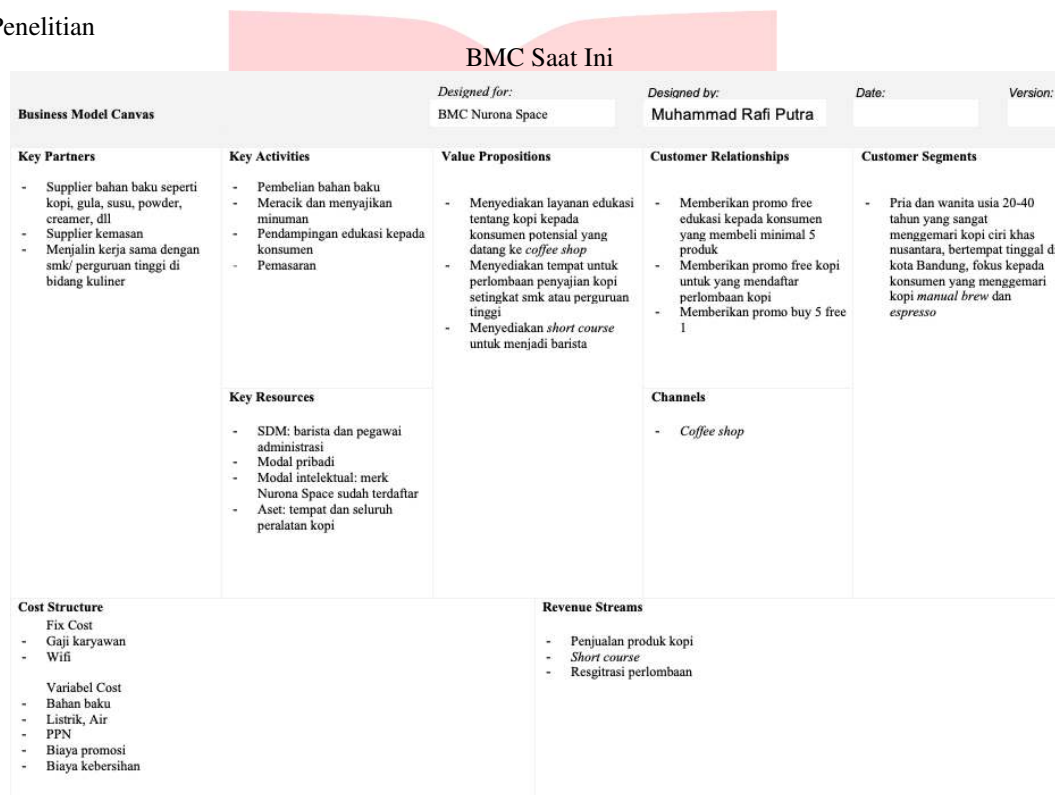 Penelitian
BMC Saat Ini
Business Model Canvas
Designed for:
BMC Nurona Space
Designed by:
Muhammad Rafi Putra
Date:
Version:
Key Partners
- Supplier bahan baku seperti
kopi, gula, susu, powder,
creamer, dll
- Supplier kemasan
- Menjalin kerja sama dengan
smk/ perguruan tinggi di
bidang kuliner
Key Activities
- Pembelian bahan baku
- Meracik dan menyajikan
minuman
- Pendampingan edukasi kepada
konsumen
- Pemasaran
Key Resources
- SDM: barista dan pegawai
administrasi
- Modal pribadi
- Modal intelektual: merk
Nurona Space sudah terdaftar
- Aset: tempat dan seluruh
peralatan kopi
Value Propositions
- Menyediakan layanan edukasi
tentang kopi kepada
konsumen potensial yang
datang ke coffee shop
- Menyediakan tempat untuk
perlombaan penyajian kopi
setingkat smk atau perguruan
tinggi
- Menyediakan short course
untuk menjadi barista
Customer Relationships
- Memberikan promo free
edukasi kepada konsumen
yang membeli minimal 5
produk
- Memberikan promo free kopi
untuk yang mendaftar
perlombaan kopi
- Memberikan promo buy 5 free
1
Channels
- Coffee shop
Customer Segments
- Pria dan wanita usia 20-40
tahun yang sangat
menggemari kopi ciri khas
nusantara, bertempat tinggal d
kota Bandung, fokus kepada
konsumen yang menggemari
kopi manual brew dan
espresso
Cost Structure
Fix Cost
- Gaji karyawan
- Wifi
Variabel Cost
- Bahan baku
- Listrik, Air
- PPN
- Biaya promosi
- Biaya kebersihan
Revenue Streams
- Penjualan produk kopi
- Short course
- Resgitrasi perlombaan